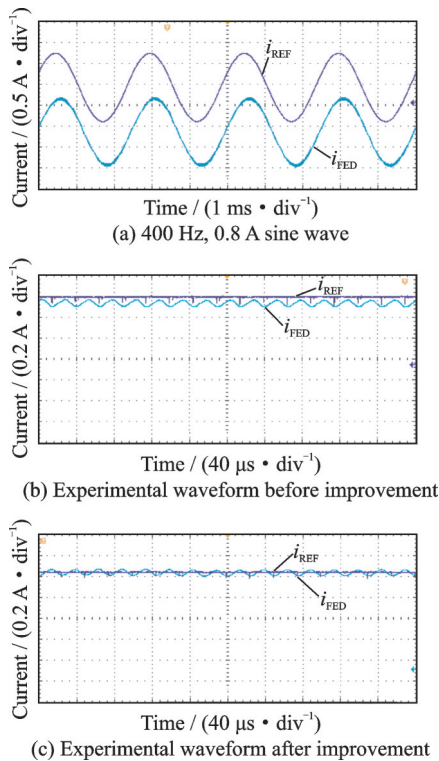 Current / (0.5 A • div⁻¹)
i_REF
i_FED
Time / (1 ms • div⁻¹)
(a) 400 Hz, 0.8 A sine wave
Current / (0.2 A • div⁻¹)
i_REF
i_FED
Time / (40 μs • div⁻¹)
(b) Experimental waveform before improvement
Current / (0.2 A • div⁻¹)
i_REF
i_FED
Time / (40 μs • div⁻¹)
(c) Experimental waveform after improvement